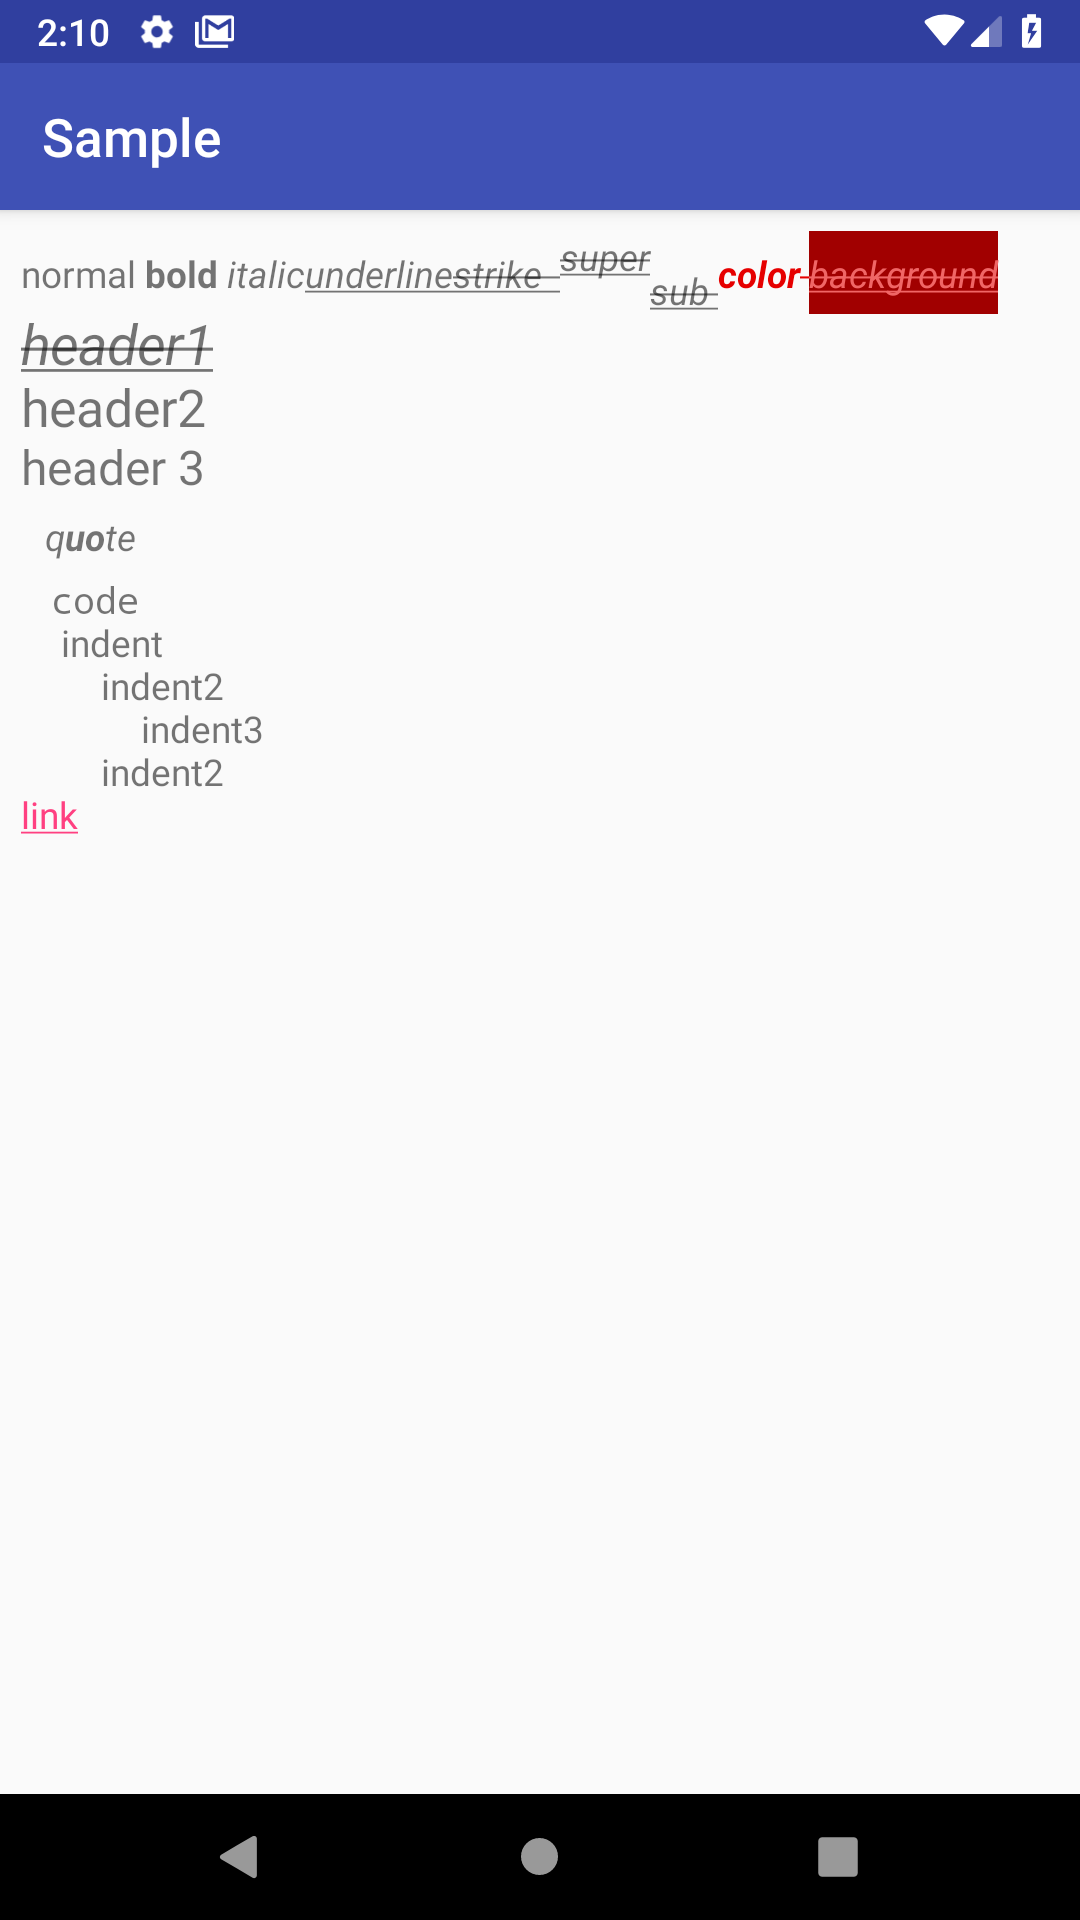 2:10
Sample
normal bold italicunderlinestrike super sub color background
header1
header2
header 3
quote
code
indent
indent2
indent3
indent2
link